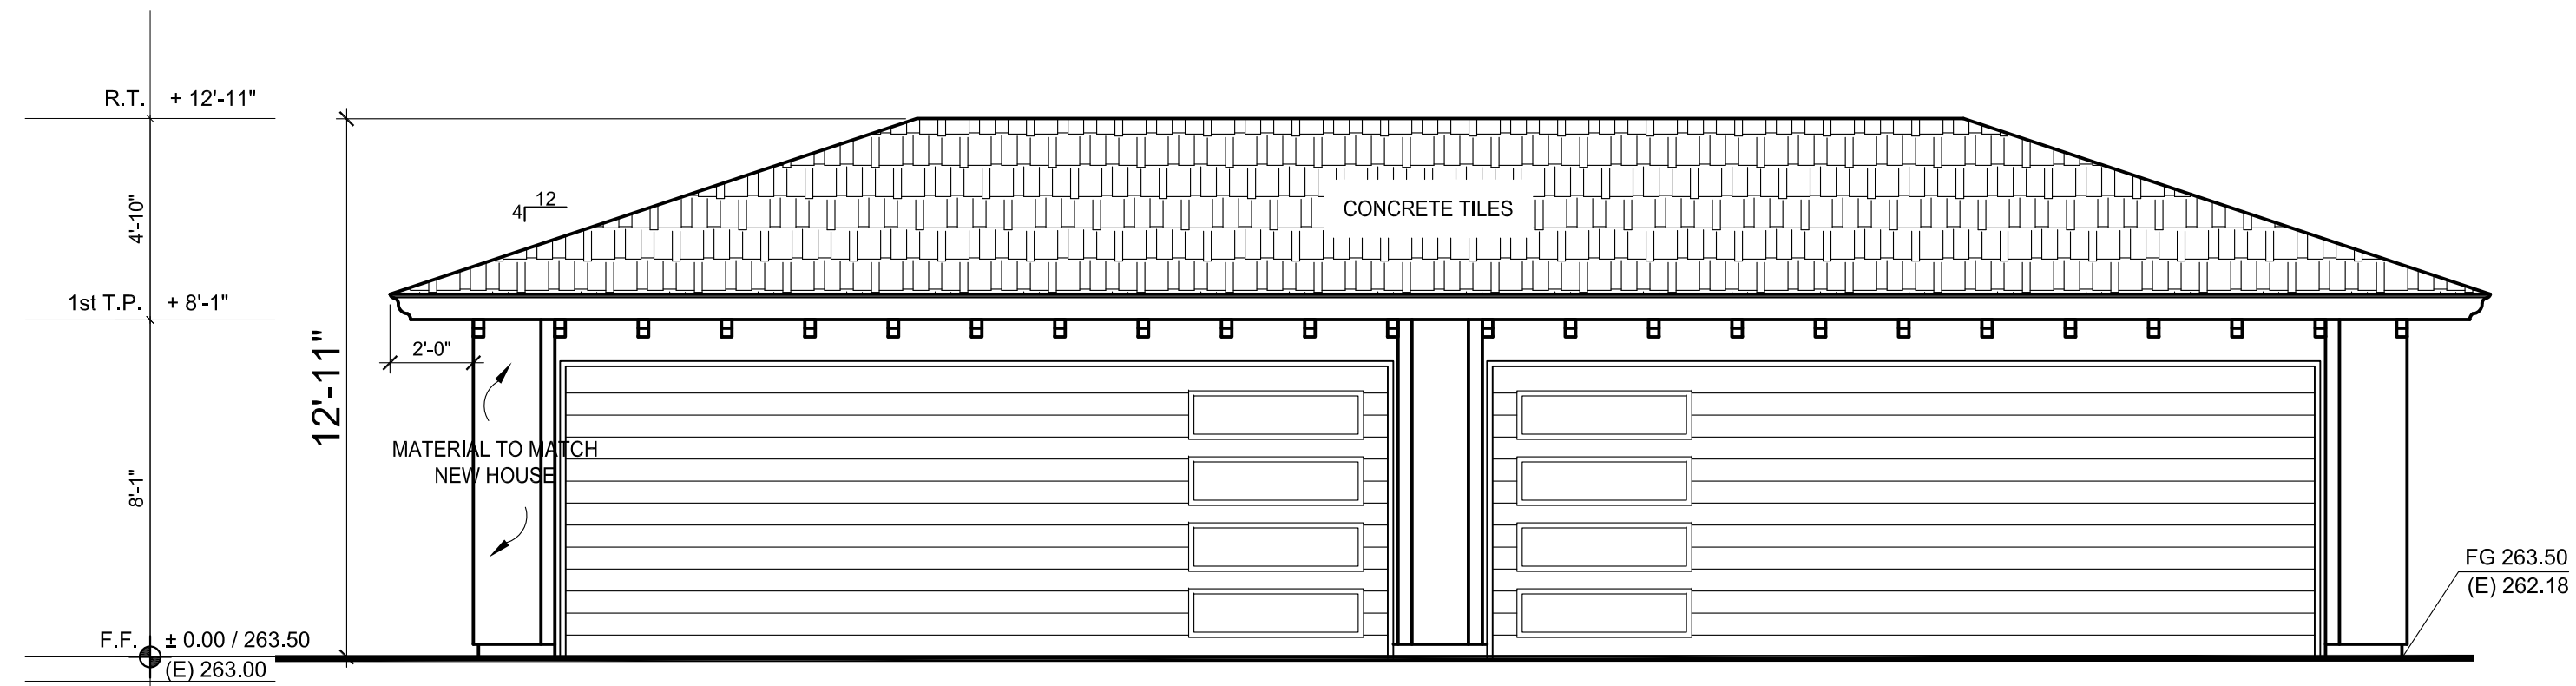 R.T. + 12'-11"
4'-10"
12
4
CONCRETE TILES
1st T.P. + 8'-1"
12'-11"
2'-0"
MATERIAL TO MATCH
NEW HOUSE
8'-1"
FG 263.50
(E) 262.18
F.F. ± 0.00 / 263.50
(E) 263.00